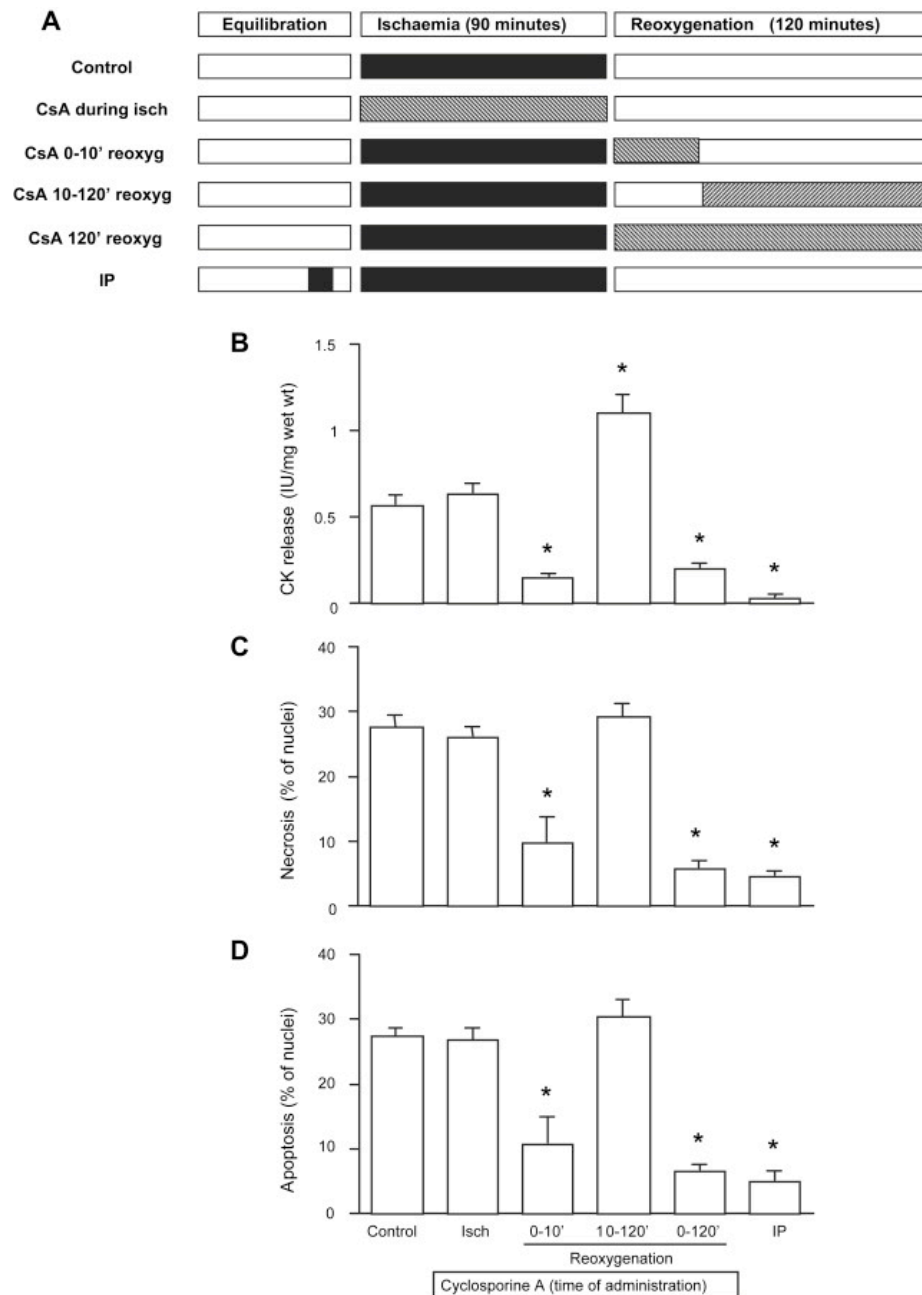 A
Equilibration Ischaemia (90 minutes) Reoxygenation (120 minutes)
Control
CsA during isch
CsA 0-10' reoxyg
CsA 10-120' reoxyg
CsA 120' reoxyg
IP
B
CK release (IU/mg wet wt)
1.5
1
0.5
0
*
*
*
*
C
Necrosis (% of nuclei)
40
30
20
10
0
*
*
*
D
Apoptosis (% of nuclei)
40
30
20
10
0
*
*
*
Control Isch 0-10' 10-120' 0-120' IP
Reoxygenation
Cyclosporine A (time of administration)